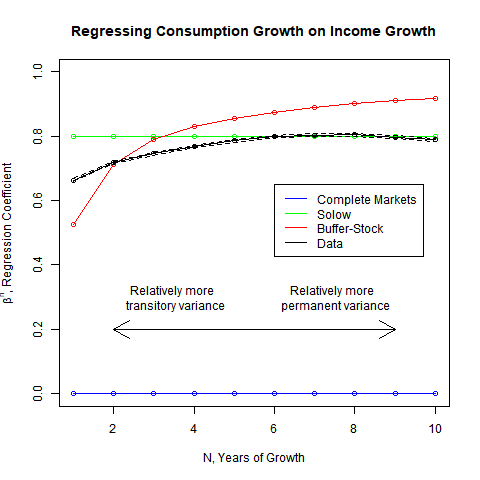 Regressing Consumption Growth on Income Growth
βⁿ, Regression Coefficient
1.0
0.8
0.6
0.4
0.2
0.0
Complete Markets
Solow
Buffer-Stock
Data
Relatively more
transitory variance
Relatively more
permanent variance
2
4
6
8
10
N, Years of Growth